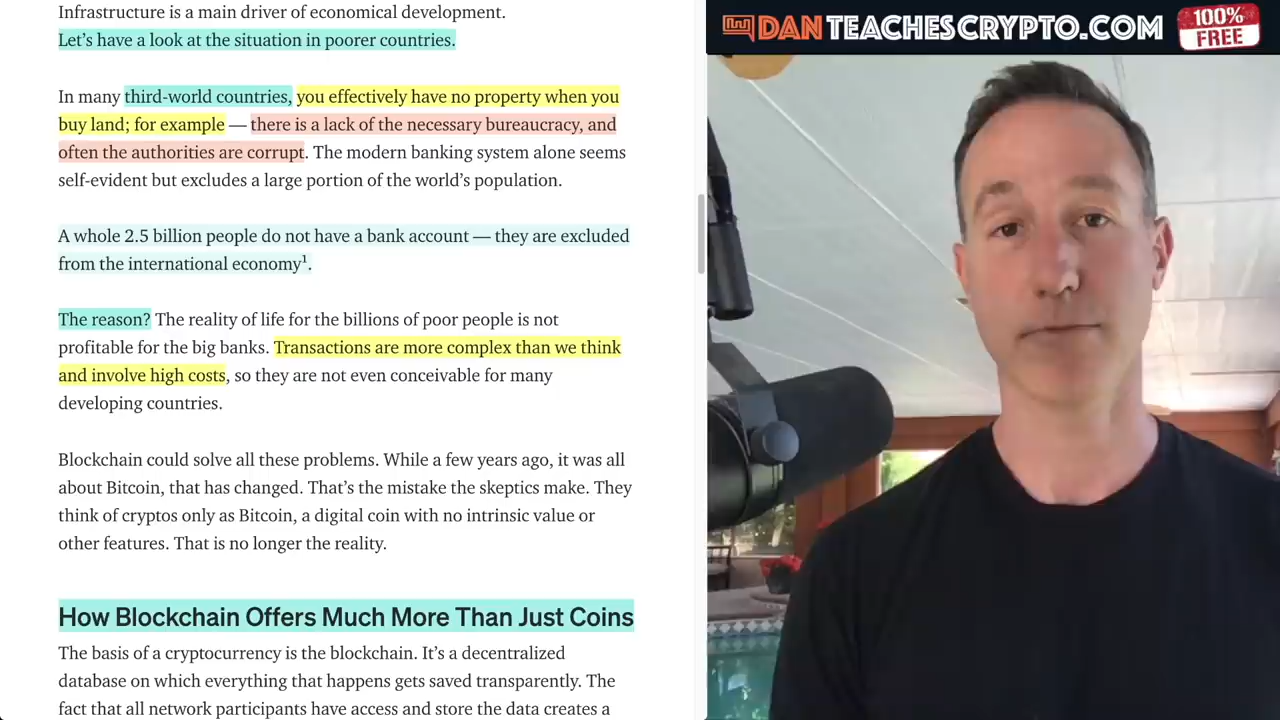 Infrastructure is a main driver of economical development.
Let's have a look at the situation in poorer countries.
In many third-world countries, you effectively have no property when you
buy land; for example — there is a lack of the necessary bureaucracy, and
often the authorities are corrupt. The modern banking system alone seems
self-evident but excludes a large portion of the world's population.
A whole 2.5 billion people do not have a bank account — they are excluded
from the international economy¹.
The reason? The reality of life for the billions of poor people is not
profitable for the big banks. Transactions are more complex than we think
and involve high costs, so they are not even conceivable for many
developing countries.
Blockchain could solve all these problems. While a few years ago, it was all
about Bitcoin, that has changed. That's the mistake the skeptics make. They
think of cryptos only as Bitcoin, a digital coin with no intrinsic value or
other features. That is no longer the reality.
How Blockchain Offers Much More Than Just Coins
The basis of a cryptocurrency is the blockchain. It's a decentralized
database on which everything that happens gets saved transparently. The
fact that all network participants have access and store the data creates a
DANTEACHESCRYPTO.COM
100%
FREE